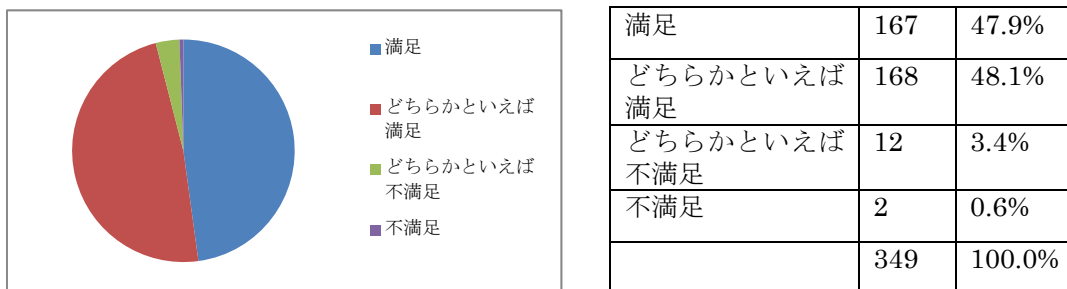 満足
どちらかといえば
満足
どちらかといえば
不満足
不満足
満足 167 47.9%
どちらかといえば 168 48.1%
満足
どちらかといえば 12 3.4%
不満足
不満足 2 0.6%
349 100.0%